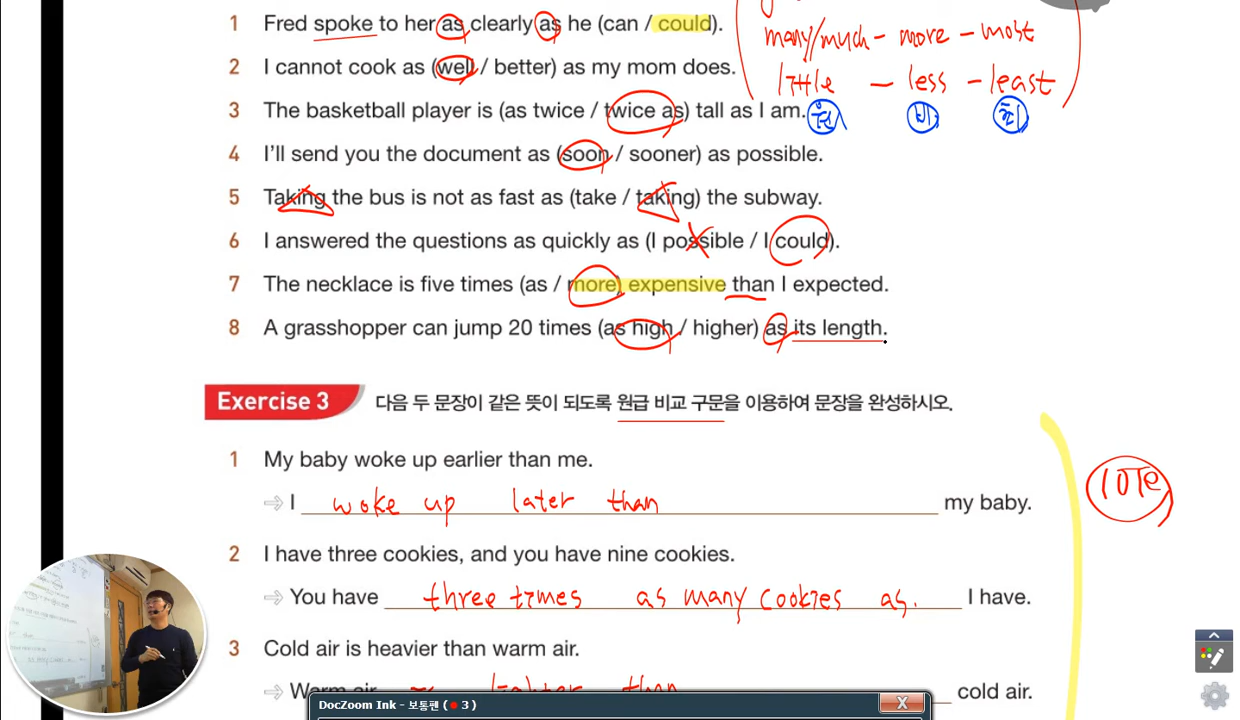 1 Fred spoke to her as clearly as he (can / could).
many/much - more - most
2 I cannot cook as (well / better) as my mom does.
little - less - least
3 The basketball player is (as twice / twice as) tall as I am.
원 비 최
4 I'll send you the document as (soon / sooner) as possible.
5 Taking the bus is not as fast as (take / taking) the subway.
6 I answered the questions as quickly as (I possible / I could).
7 The necklace is five times (as / more) expensive than I expected.
8 A grasshopper can jump 20 times (as high / higher) as its length.
Exercise 3 다음 두 문장이 같은 뜻이 되도록 원급 비교 구문을 이용하여 문장을 완성하시오.
1 My baby woke up earlier than me.
⇨ I woke up later than my baby.
2 I have three cookies, and you have nine cookies.
⇨ You have three times as many cookies as. I have.
3 Cold air is heavier than warm air.
⇨ Warm air lighter than cold air.
DocZoom Ink - 보통펜 ( 3 )
X